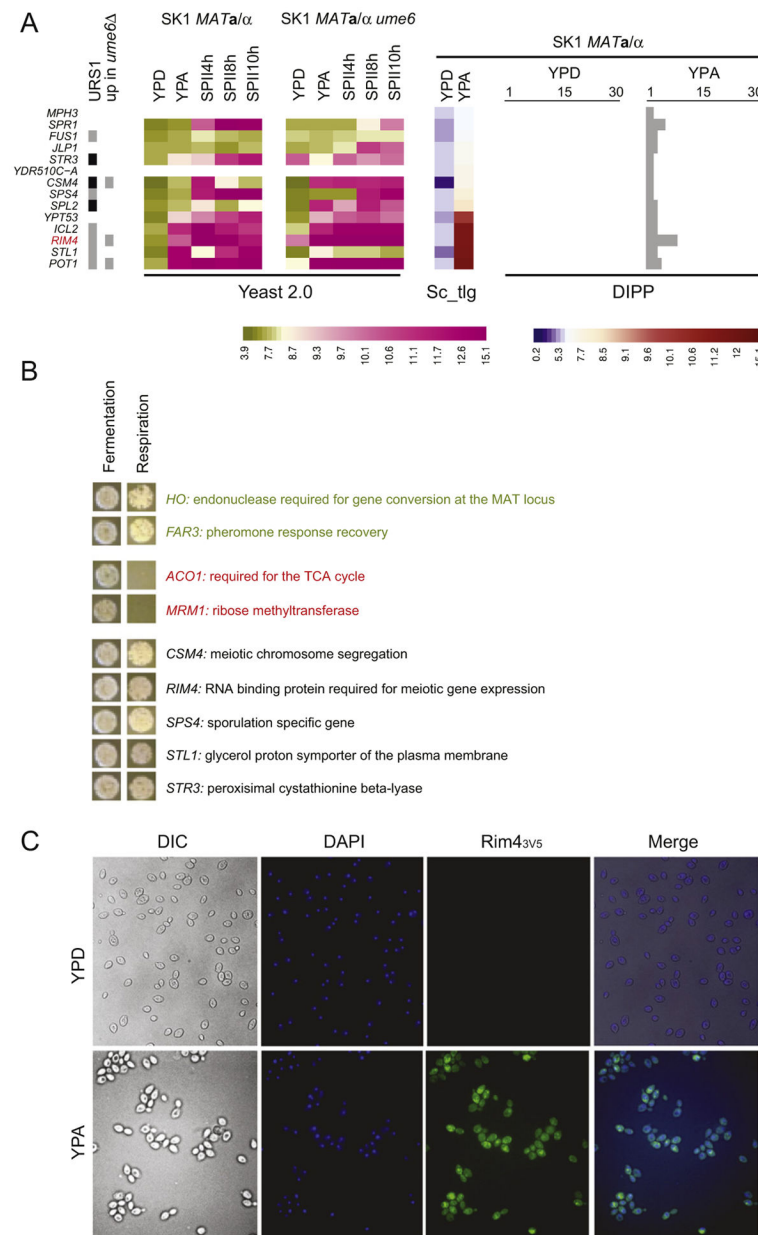 A
SK1 MATa/α
SK1 MATa/α ume6
SK1 MATa/α
URS1
up in ume6Δ
YPD
YPA
SPII4h
SPII8h
SPII10h
YPD
YPA
SPII4h
SPII8h
SPII10h
YPD
YPA
YPD
1 15 30
YPA
1 15 30
MPH3
SPR1
FUS1
JLP1
STR3
YDR510C-A
CSM4
SPS4
SPL2
YPT53
ICL2
RIM4
STL1
POT1
Yeast 2.0
Sc_tlg
DIPP
3.9
7.7
8.7
9.3
9.7
10.1
10.6
11.4
12.6
15.1
0.2
5.3
7.7
8.5
9.1
9.6
10.1
10.6
11.2
12
15.1
B
Fermentation
Respiration
HO: endonuclease required for gene conversion at the MAT locus
FAR3: pheromone response recovery
ACO1: required for the TCA cycle
MRM1: ribose methyltransferase
CSM4: meiotic chromosome segregation
RIM4: RNA binding protein required for meiotic gene expression
SPS4: sporulation specific gene
STL1: glycerol proton symporter of the plasma membrane
STR3: peroxisimal cystathionine beta-lyase
C
DIC
DAPI
Rim43V5
Merge
YPD
YPA